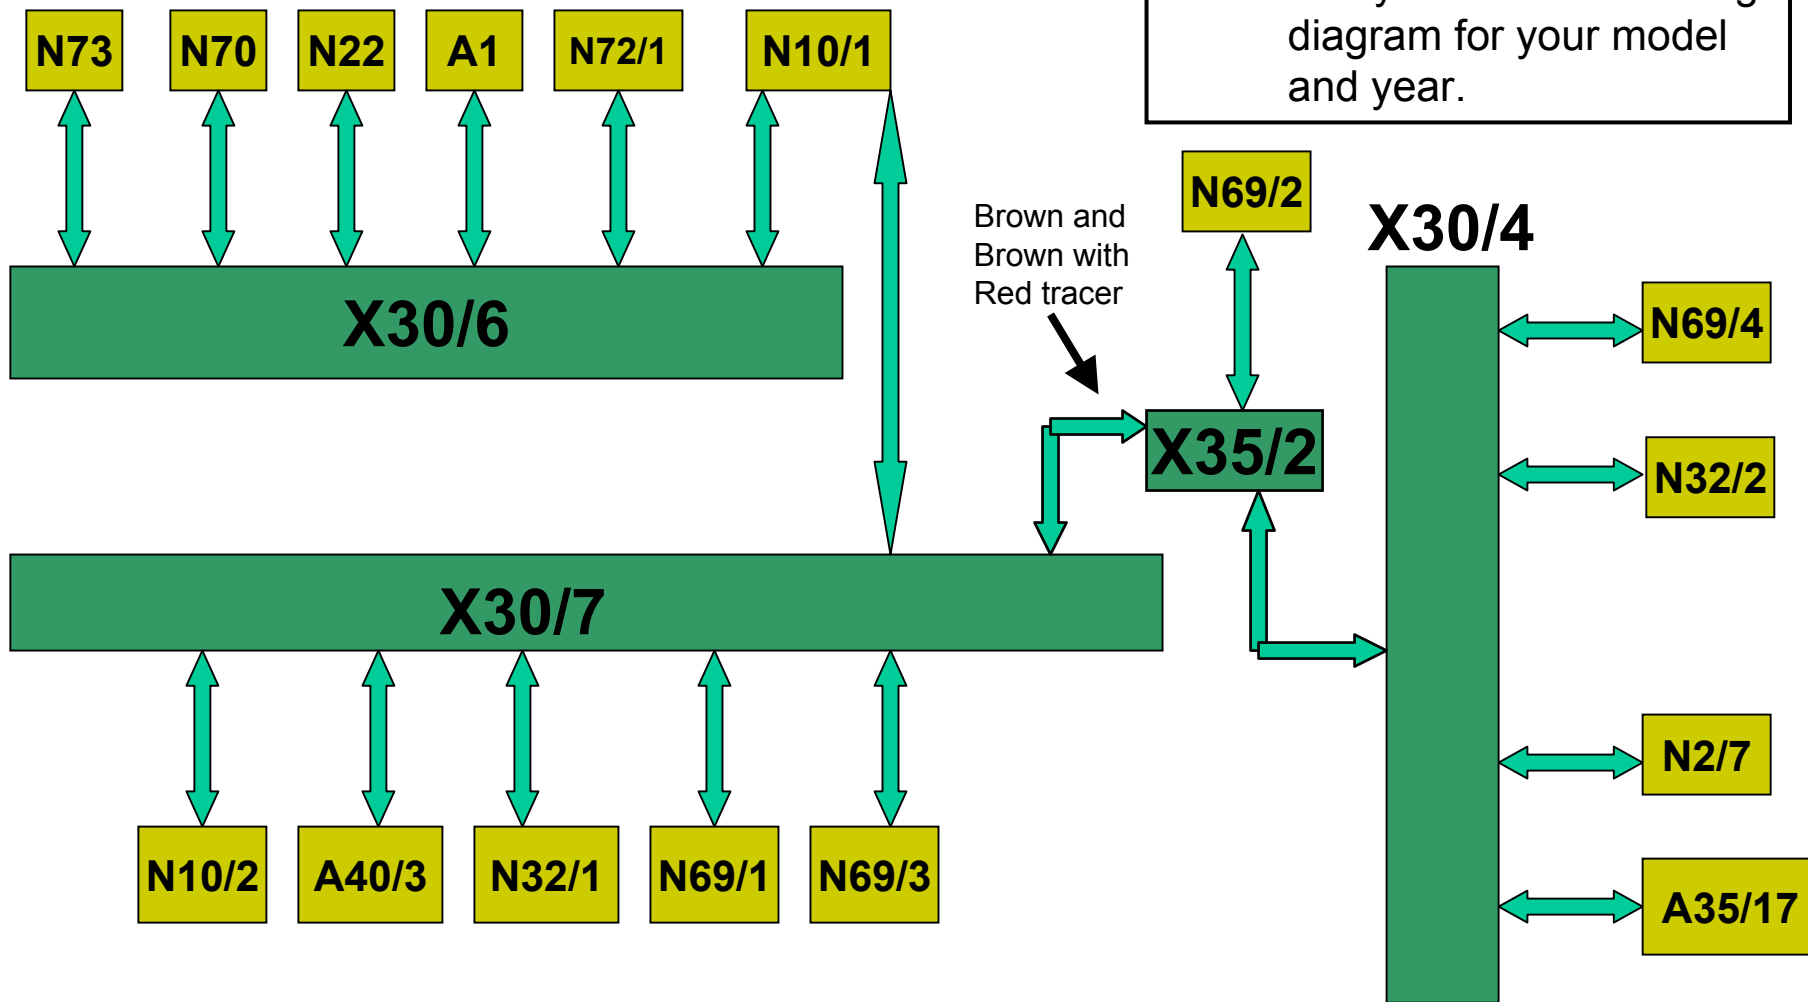 diagram for your model
and year.
N73
N70
N22
A1
N72/1
N10/1
N69/2
X30/4
Brown and
Brown with
Red tracer
X30/6
N69/4
X35/2
N32/2
X30/7
N2/7
N10/2
A40/3
N32/1
N69/1
N69/3
A35/17